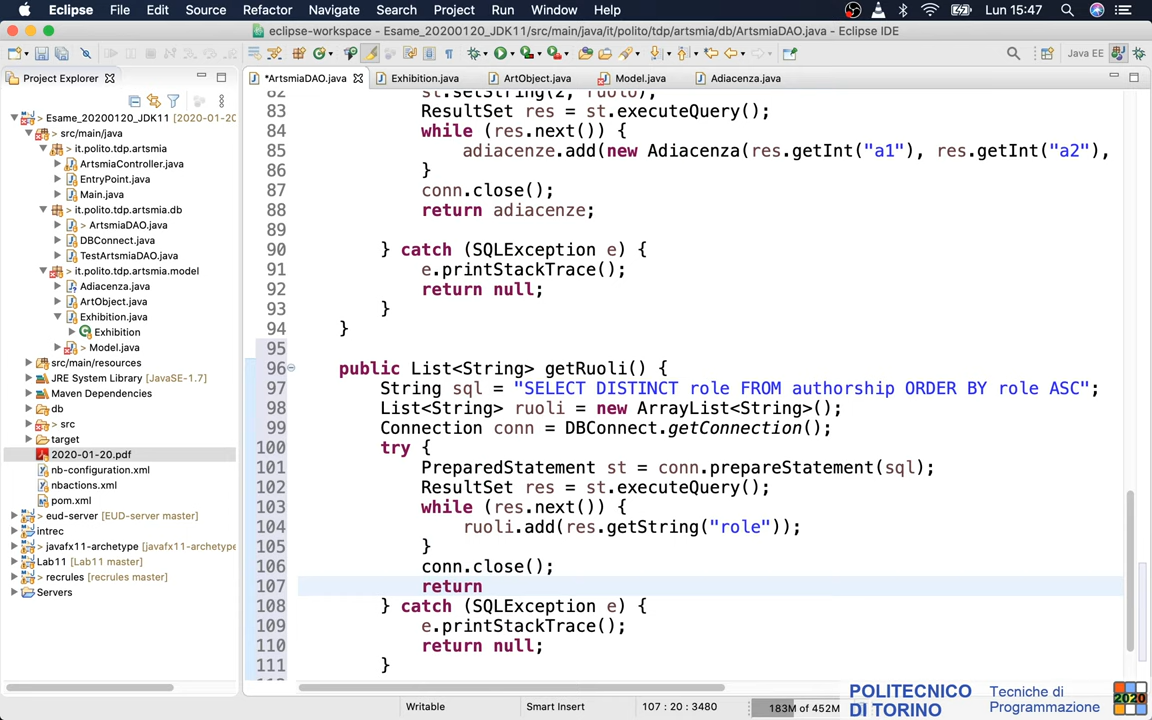 Eclipse File Edit Source Refactor Navigate Search Project Run Window Help Lun 15:47
eclipse-workspace - Esame_20200120_JDK11/src/main/java/it/polito/tdp/artsmia/db/ArtsmiaDAO.java - Eclipse IDE
Java EE
Project Explorer
*ArtsmiaDAO.java Exhibition.java ArtObject.java Model.java Adiacenza.java
> Esame_20200120_JDK11 [2020-01-20
> src/main/java
it.polito.tdp.artsmia
ArtsmiaController.java
EntryPoint.java
Main.java
it.polito.tdp.artsmia.db
> ArtsmiaDAO.java
DBConnect.java
TestArtsmiaDAO.java
it.polito.tdp.artsmia.model
Adiacenza.java
ArtObject.java
Exhibition.java
Exhibition
> Model.java
src/main/resources
JRE System Library [JavaSE-1.7]
Maven Dependencies
db
> src
target
2020-01-20.pdf
nb-configuration.xml
nbactions.xml
pom.xml
> eud-server [EUD-server master]
intrec
> javafx11-archetype [javafx11-archetype
Lab11 [Lab11 master]
> recrules [recrules master]
Servers
82 st.setString(2, ruolo);
83 ResultSet res = st.executeQuery();
84 while (res.next()) {
85 adiacenze.add(new Adiacenza(res.getInt("a1"), res.getInt("a2"),
86 }
87 conn.close();
88 return adiacenze;
89
90 } catch (SQLException e) {
91 e.printStackTrace();
92 return null;
93 }
94 }
95
96 public List<String> getRuoli() {
97 String sql = "SELECT DISTINCT role FROM authorship ORDER BY role ASC";
98 List<String> ruoli = new ArrayList<String>();
99 Connection conn = DBConnect.getConnection();
100 try {
101 PreparedStatement st = conn.prepareStatement(sql);
102 ResultSet res = st.executeQuery();
103 while (res.next()) {
104 ruoli.add(res.getString("role"));
105 }
106 conn.close();
107 return
108 } catch (SQLException e) {
109 e.printStackTrace();
110 return null;
111 }
Writable Smart Insert 107 : 20 : 3480 183M of 452M
POLITECNICO
DI TORINO
Tecniche di
Programmazione
2020